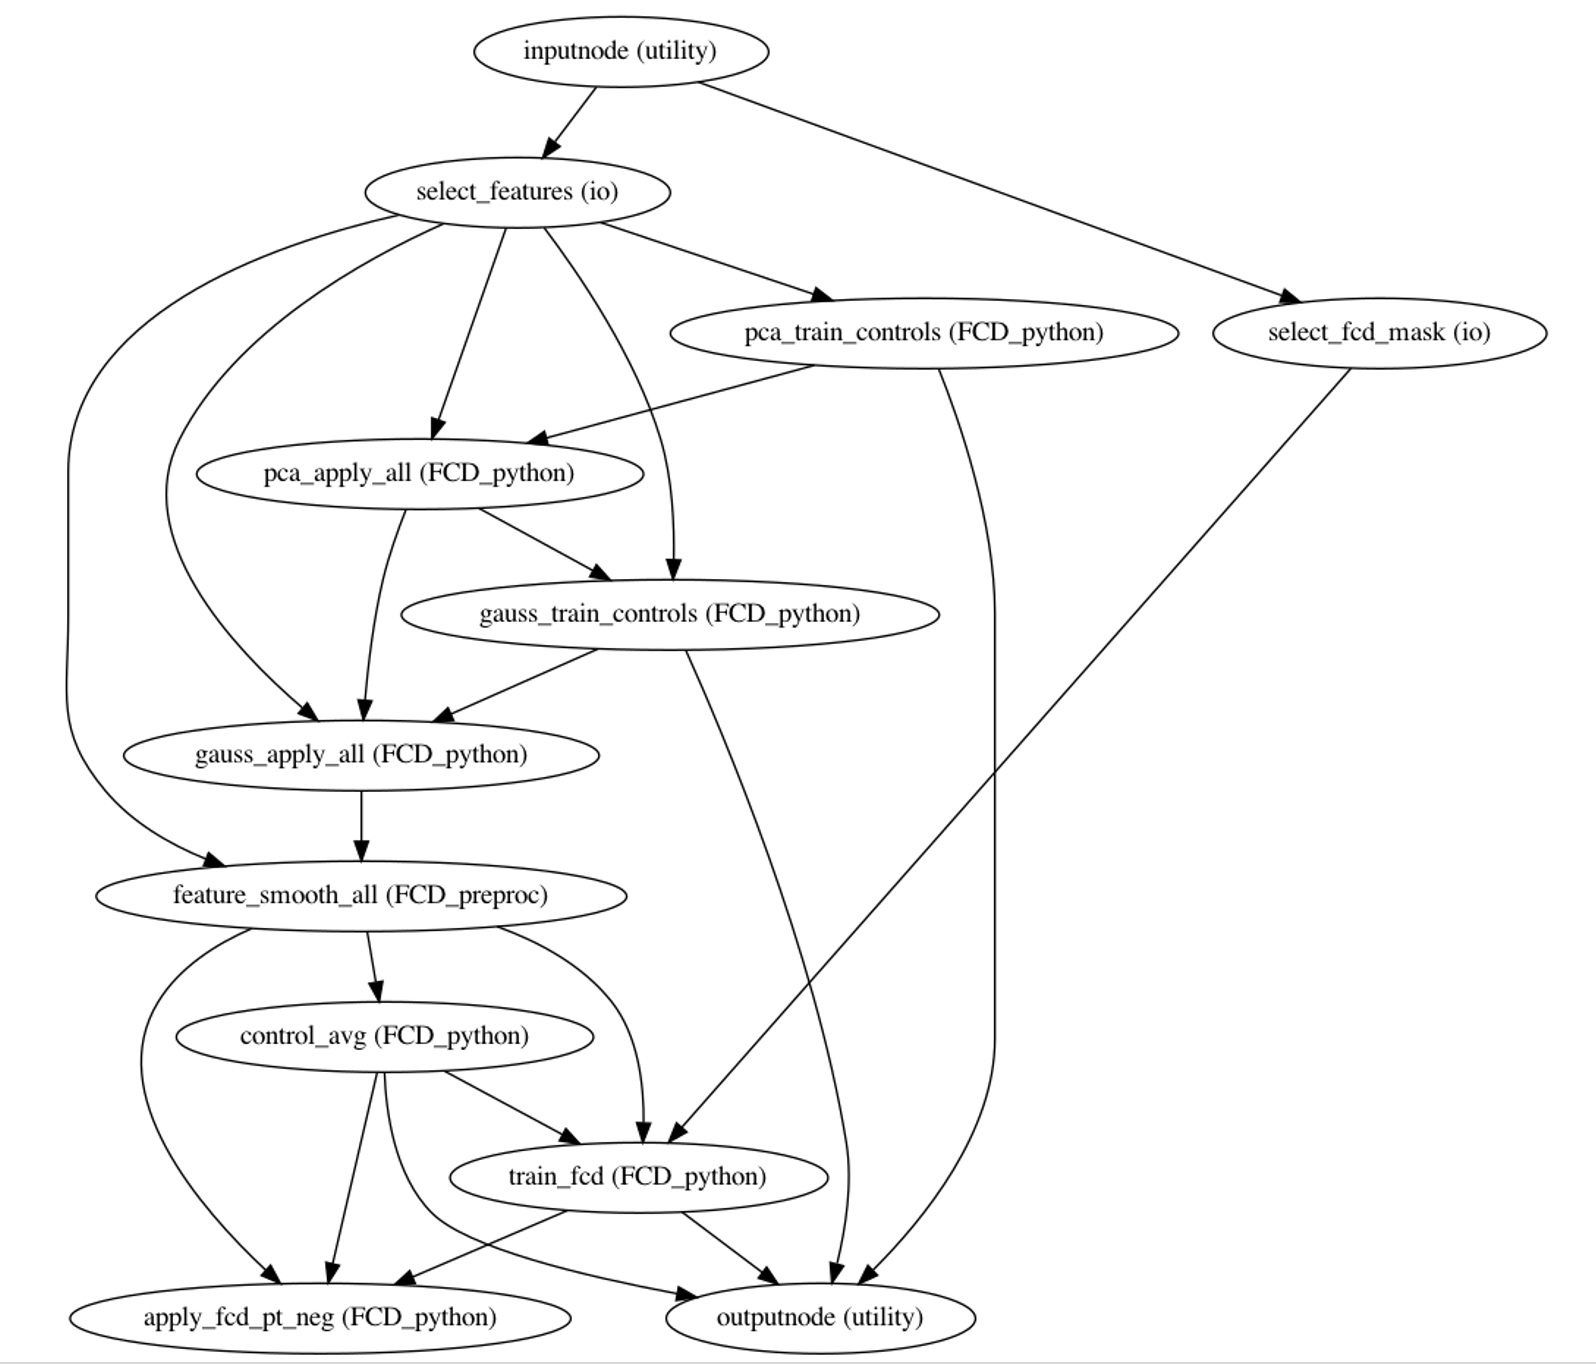 inputnode (utility)
select_features (io)
pca_train_controls (FCD_python)
select_fcd_mask (io)
pca_apply_all (FCD_python)
gauss_train_controls (FCD_python)
gauss_apply_all (FCD_python)
feature_smooth_all (FCD_preproc)
control_avg (FCD_python)
train_fcd (FCD_python)
apply_fcd_pt_neg (FCD_python)
outputnode (utility)